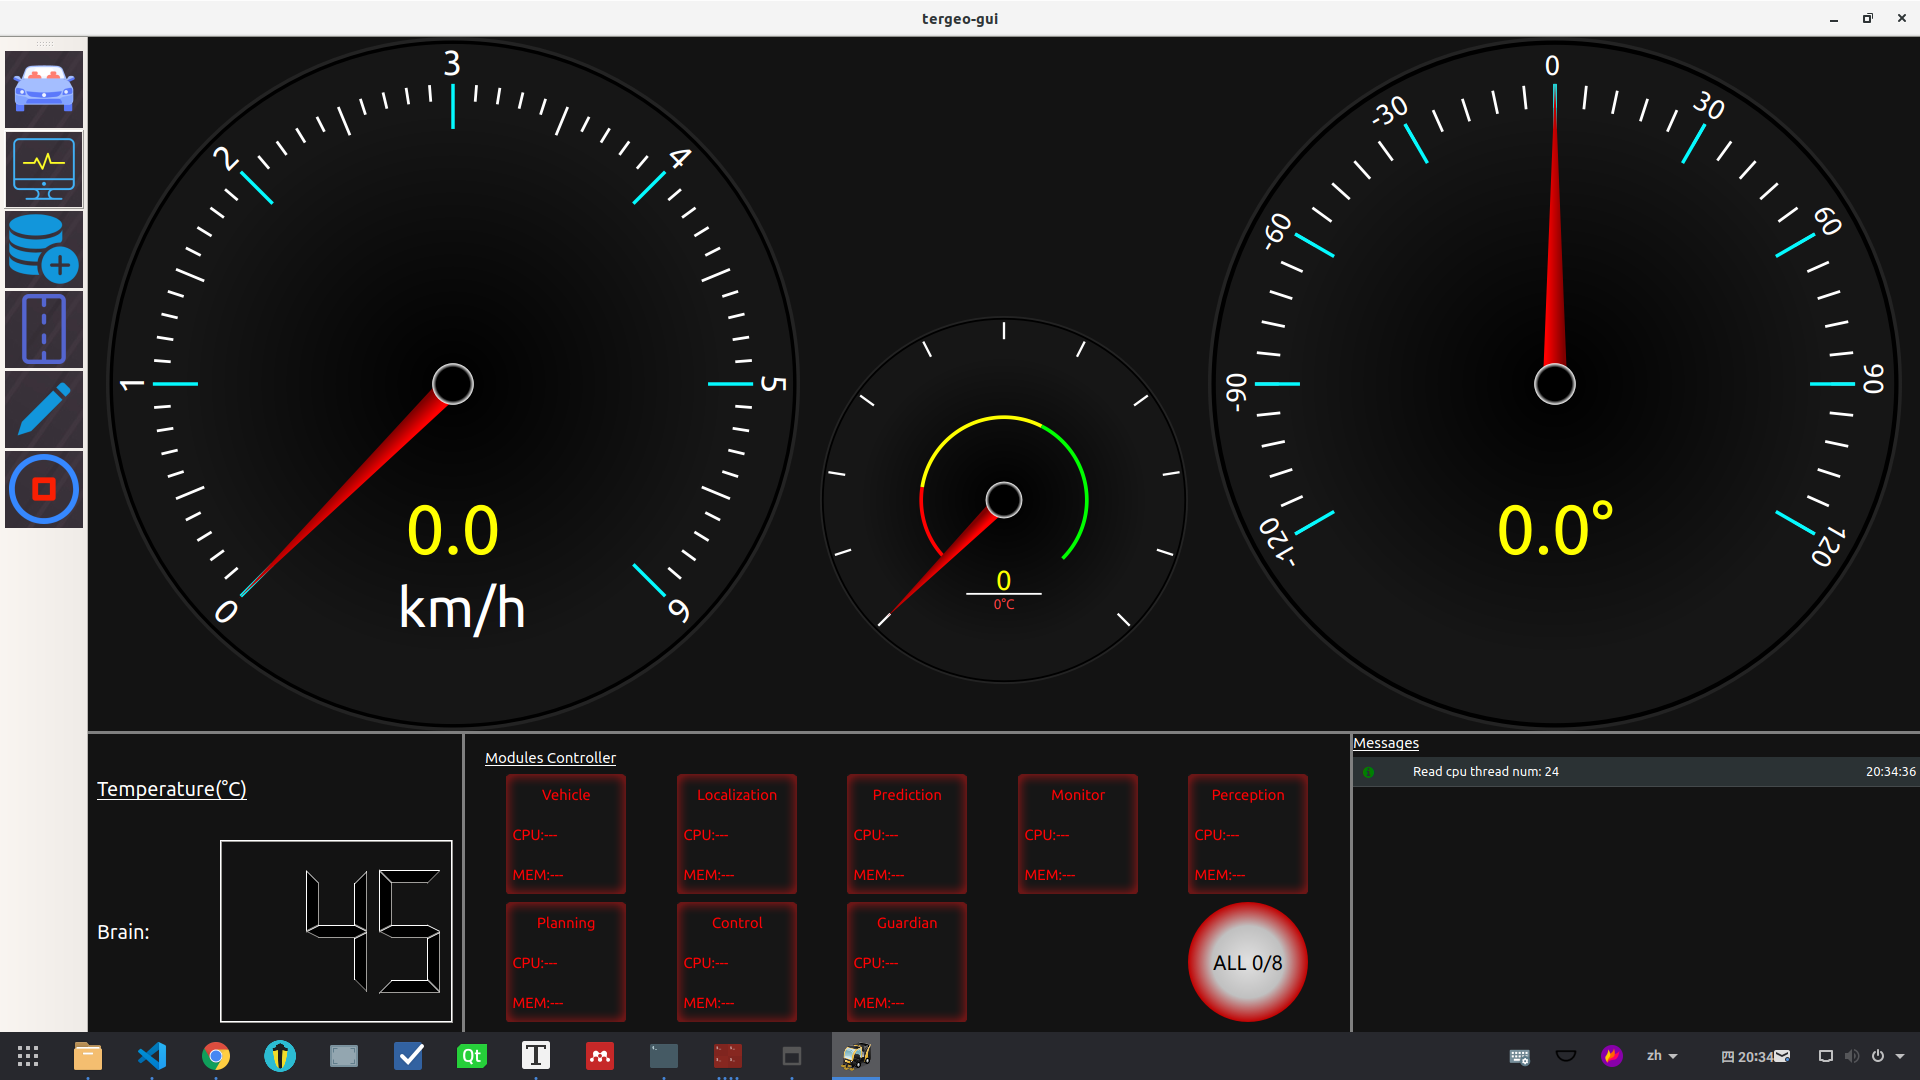 tergeo-gui
0
1
2
3
4
5
6
0.0
km/h
0
0°C
-120
-90
-60
-30
0
30
60
90
120
0.0°
Temperature(°C)
Brain:
45
Modules Controller
Vehicle
CPU:---
MEM:---
Localization
CPU:---
MEM:---
Prediction
CPU:---
MEM:---
Monitor
CPU:---
MEM:---
Perception
CPU:---
MEM:---
Planning
CPU:---
MEM:---
Control
CPU:---
MEM:---
Guardian
CPU:---
MEM:---
ALL 0/8
Messages
Read cpu thread num: 24 20:34:36
Qt
T
zh
四 20:34